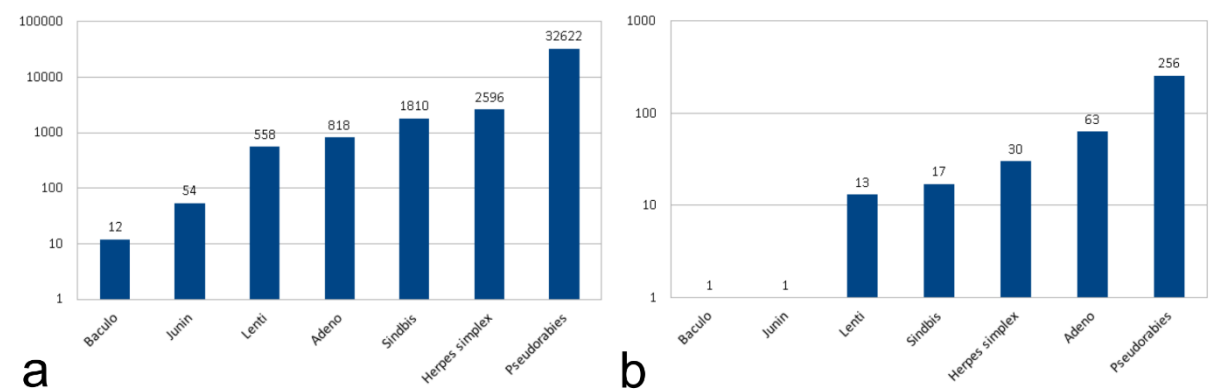 100000
10000
1000
100
10
1
12
54
558
818
1810
2596
32622
Baculo
Junin
Lenti
Adeno
Sindbis
Herpes simplex
Pseudorabies
a
1000
100
10
1
1
1
13
17
30
63
256
Baculo
Junin
Lenti
Sindbis
Herpes simplex
Adeno
Pseudorabies
b